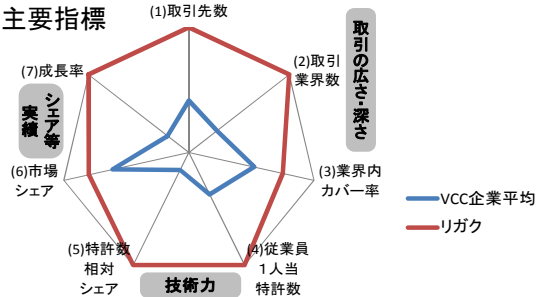 主要指標
(1)取引先数
取引の広さ・深さ
(2)取引
業界数
(7)成長率
シェア等
実績
(6)市場
シェア
(3)業界内
カバー率
VCC企業平均
リガク
(5)特許数
相対
シェア
(4)従業員
1人当
特許数
技術力